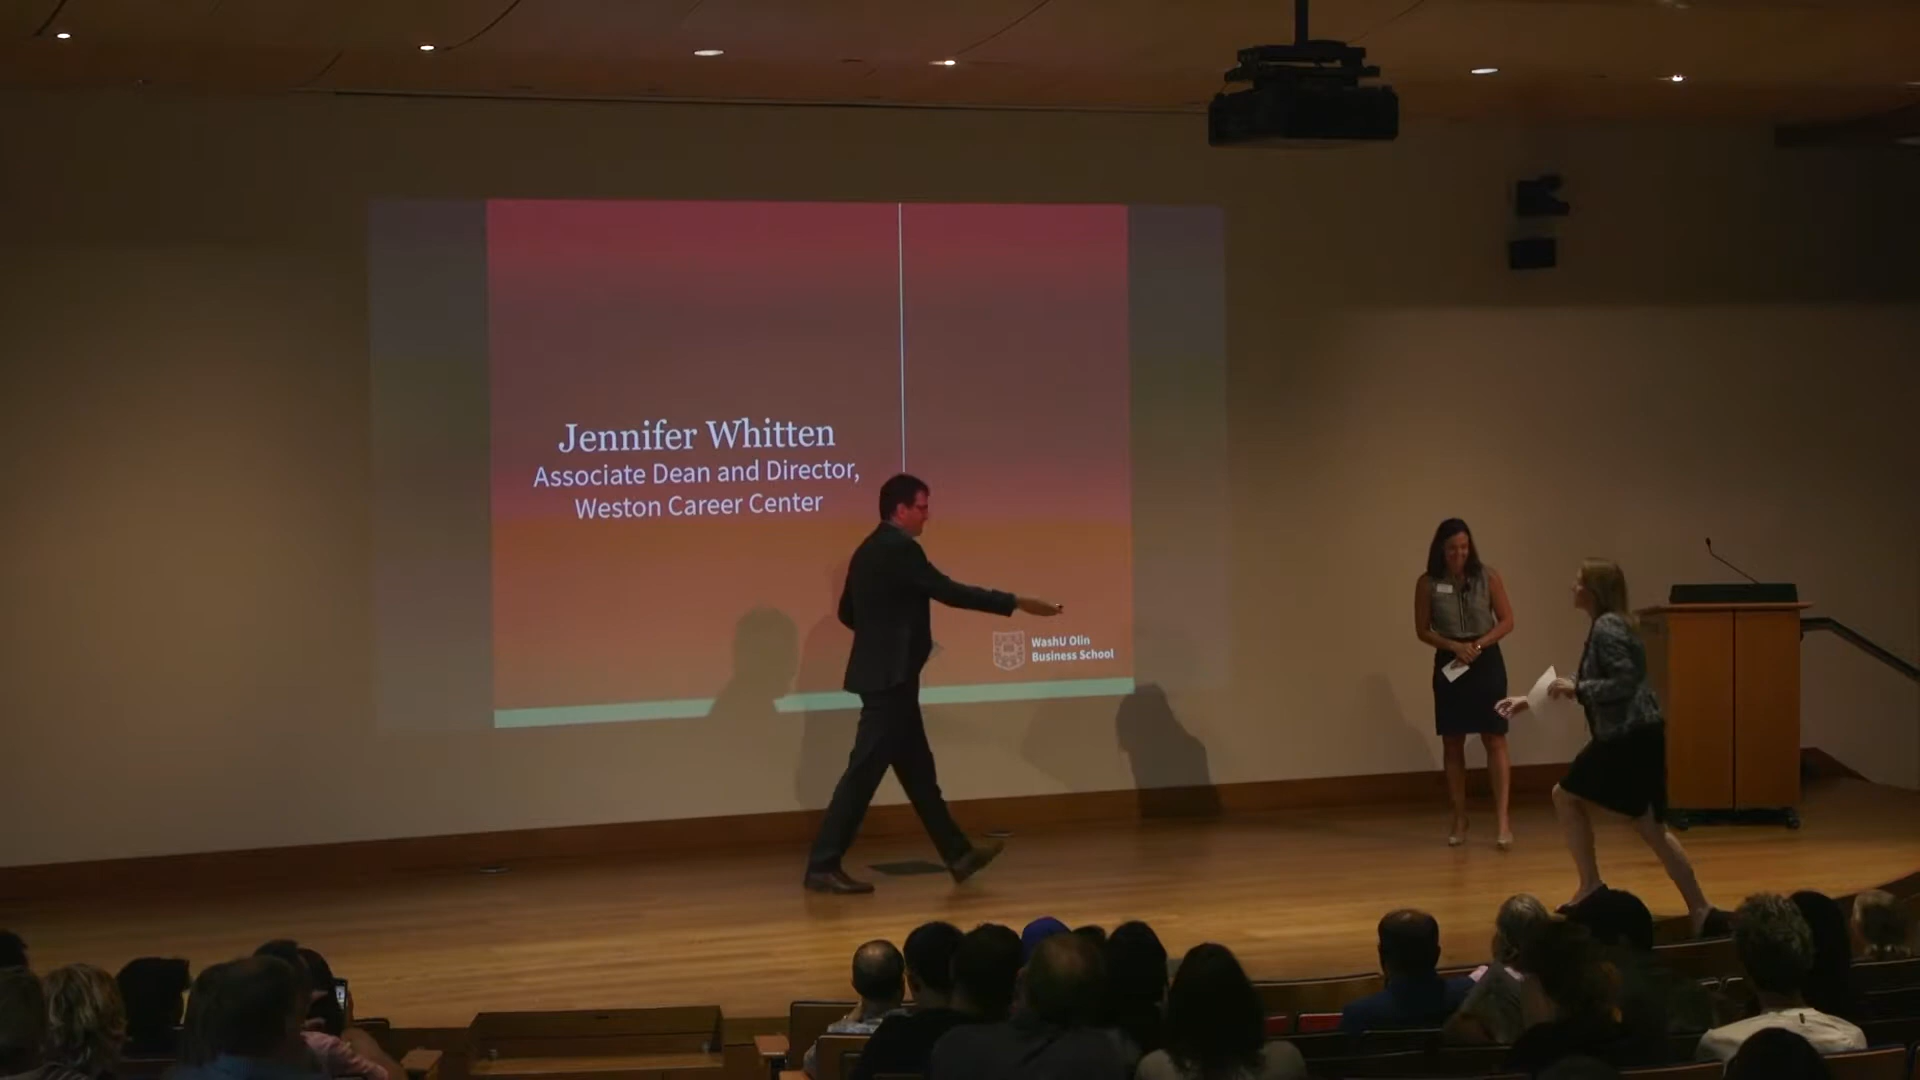 Jennifer Whitten
Associate Dean and Director,
Weston Career Center
WashU Olin
Business School